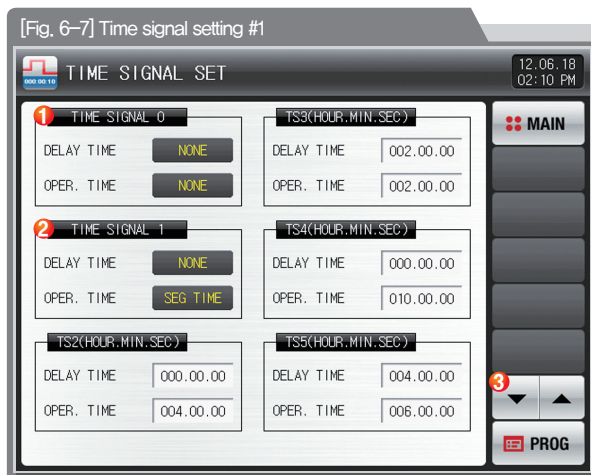 [Fig. 6-7] Time signal setting #1
000:00:10
TIME SIGNAL SET
12.06.18
02:10 PM
1
TIME SIGNAL 0
DELAY TIME
NONE
OPER. TIME
NONE
2
TIME SIGNAL 1
DELAY TIME
NONE
OPER. TIME
SEG TIME
TS2(HOUR.MIN.SEC)
DELAY TIME
000.00.00
OPER. TIME
004.00.00
TS3(HOUR.MIN.SEC)
DELAY TIME
002.00.00
OPER. TIME
002.00.00
TS4(HOUR.MIN.SEC)
DELAY TIME
000.00.00
OPER. TIME
010.00.00
TS5(HOUR.MIN.SEC)
DELAY TIME
004.00.00
OPER. TIME
006.00.00
MAIN
3
PROG